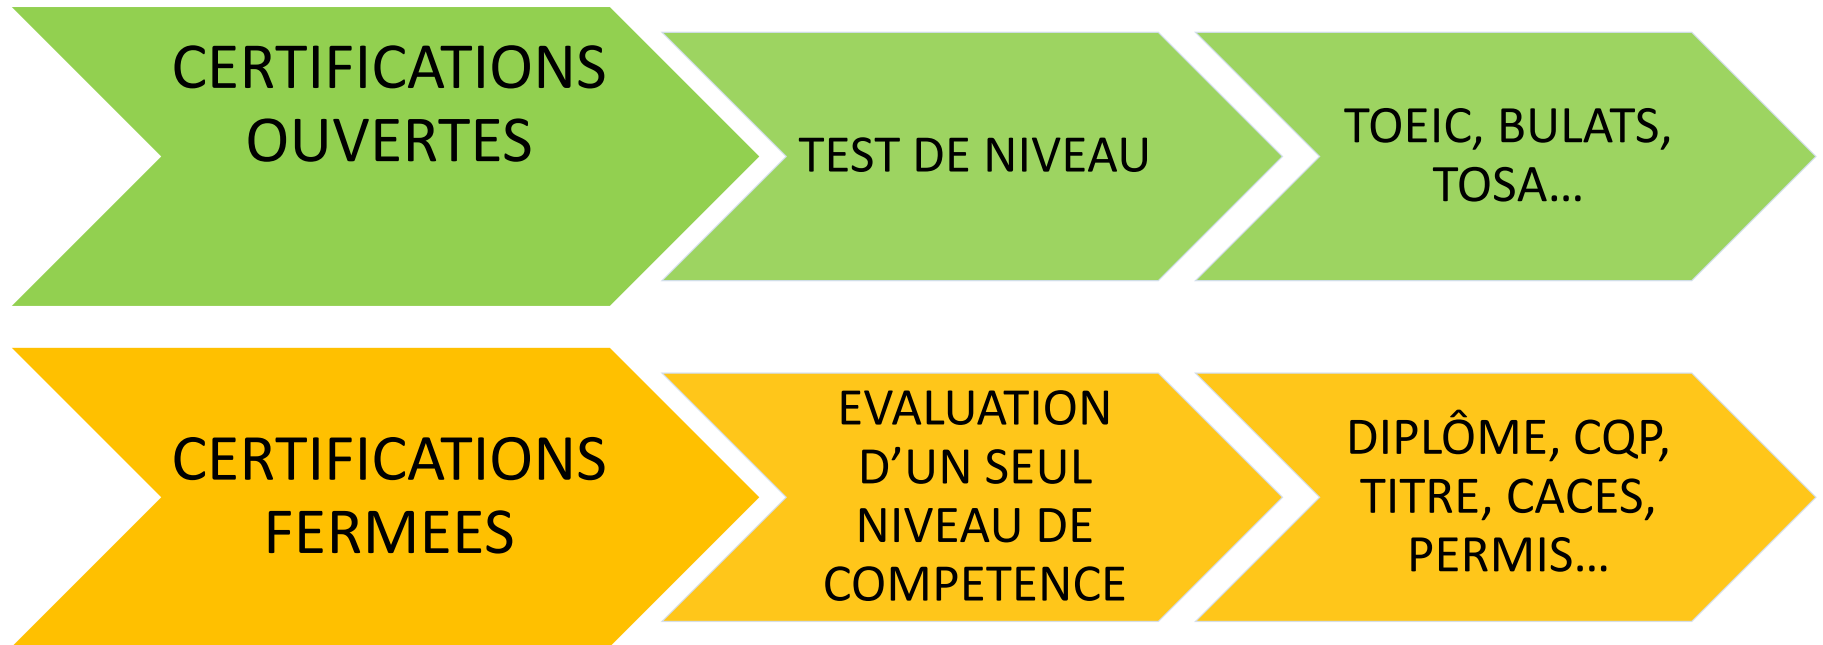 CERTIFICATIONS
OUVERTES
TEST DE NIVEAU
TOEIC, BULATS,
TOSA…
CERTIFICATIONS
FERMEES
EVALUATION
D’UN SEUL
NIVEAU DE
COMPETENCE
DIPLÔME, CQP,
TITRE, CACES,
PERMIS…